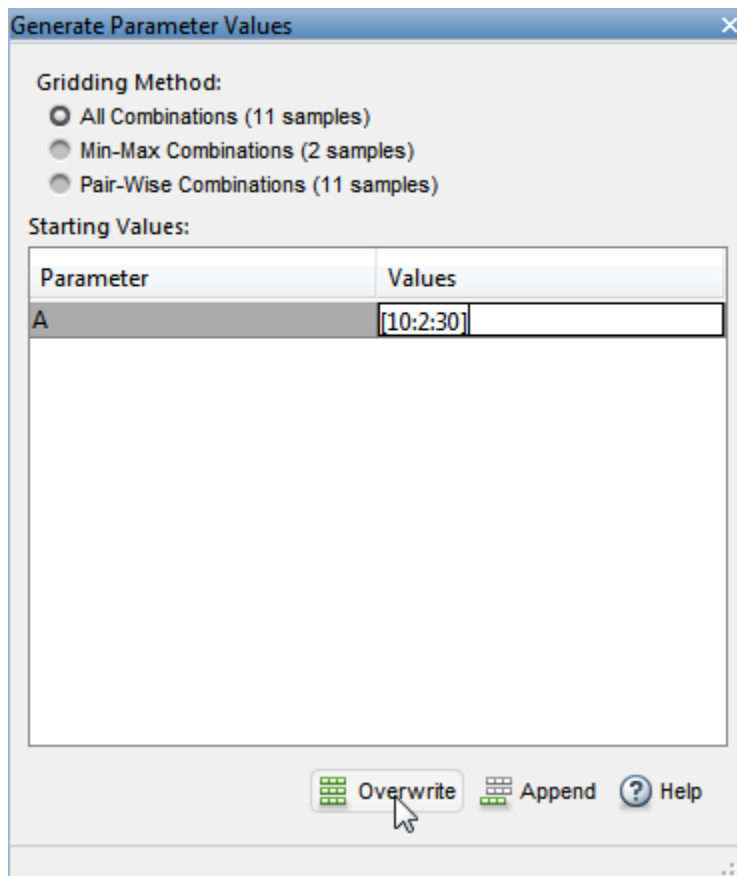 Generate Parameter Values
Gridding Method:
All Combinations (11 samples)
Min-Max Combinations (2 samples)
Pair-Wise Combinations (11 samples)
Starting Values:
Parameter Values
A [10:2:30]
Overwrite Append Help